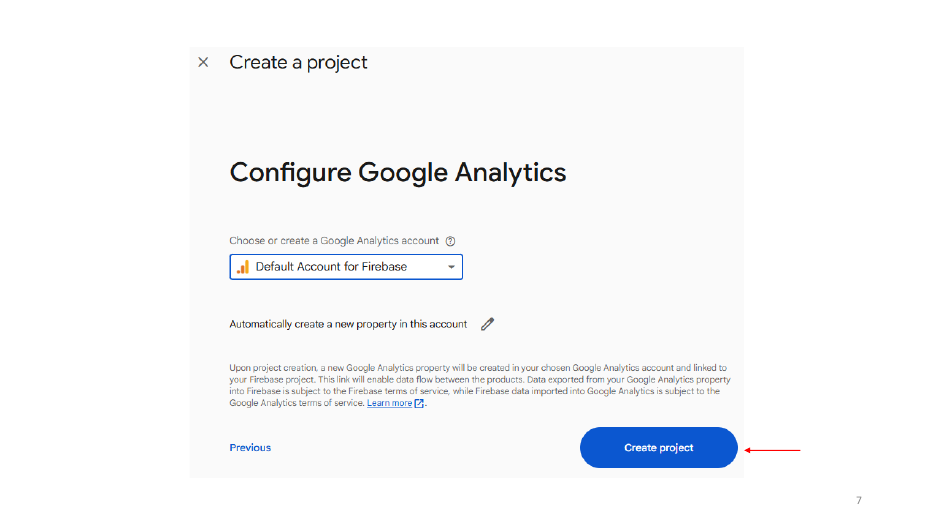 Create a project
Configure Google Analytics
Choose or create a Google Analytics account
Default Account for Firebase
Automatically create a new property in this account
Upon project creation, a new Google Analytics property will be created in your chosen Google Analytics account and linked to
your Firebase project. This link will enable data flow between the products. Data exported from your Google Analytics property
into Firebase is subject to the Firebase terms of service, while Firebase data imported into Google Analytics is subject to the
Google Analytics terms of service. Learn more.
Previous
Create project
7